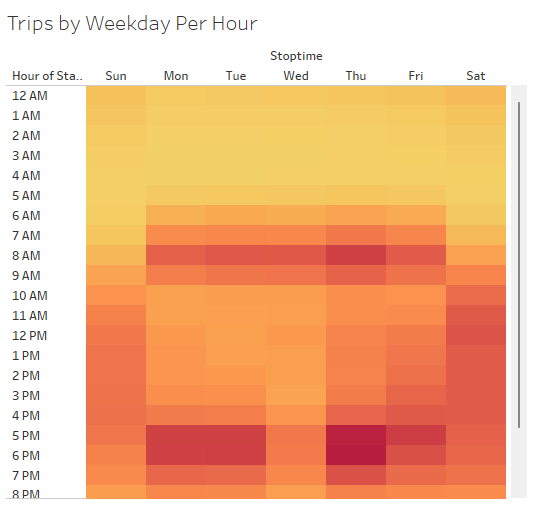 Trips by Weekday Per Hour
Stoptime
Hour of Sta.. Sun Mon Tue Wed Thu Fri Sat
12 AM
1 AM
2 AM
3 AM
4 AM
5 AM
6 AM
7 AM
8 AM
9 AM
10 AM
11 AM
12 PM
1 PM
2 PM
3 PM
4 PM
5 PM
6 PM
7 PM
8 PM